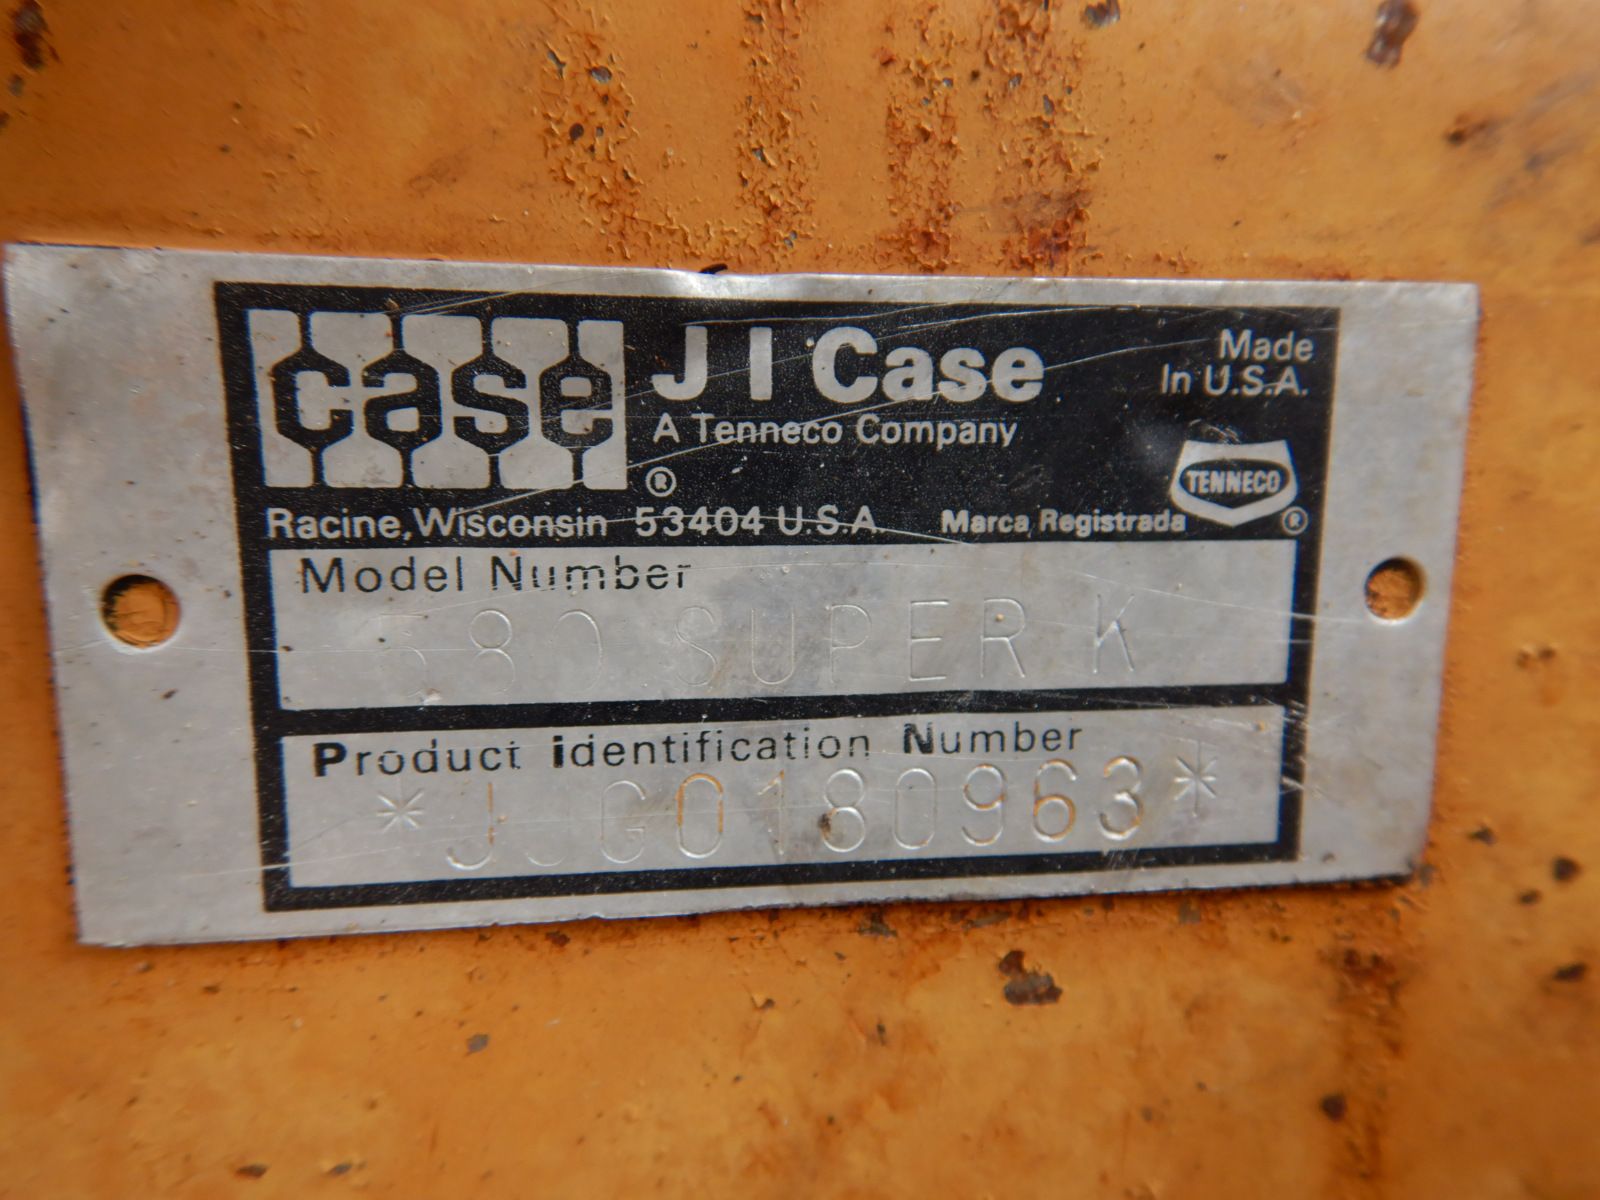 case
J I Case
Made
In U.S.A.
A Tenneco Company
®
TENNECO
®
Racine, Wisconsin 53404 U.S.A.
Marca Registrada
Model Number
580 SUPER K
Product identification Number
*JJG0180963*